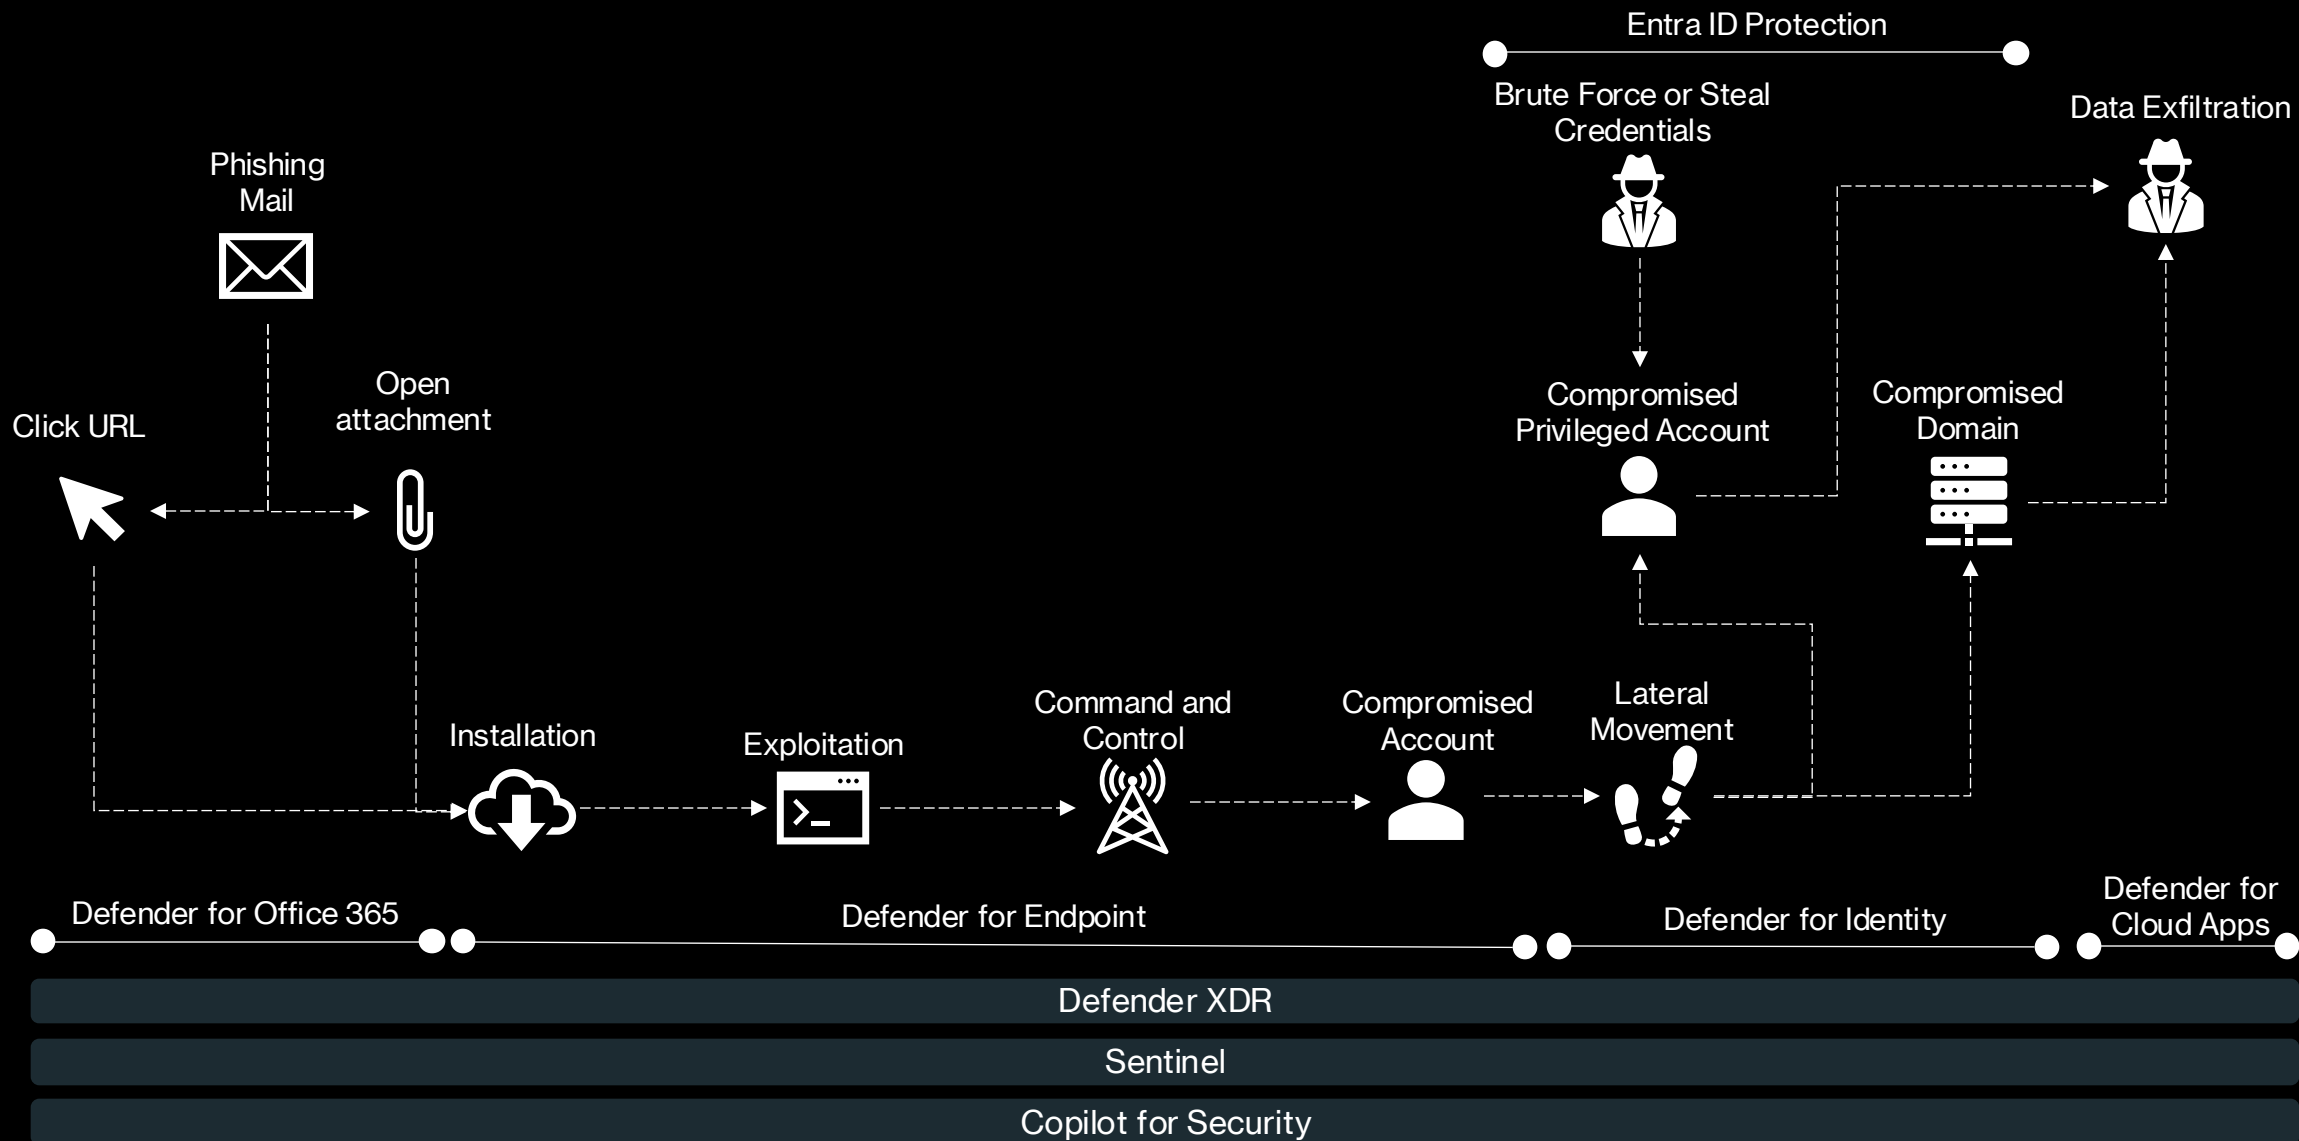 Entra ID Protection
Brute Force or Steal
Credentials
Data Exfiltration
Phishing
Mail
Open
attachment
Click URL
Compromised
Privileged Account
Compromised
Domain
Installation
Exploitation
Command and
Control
Compromised
Account
Lateral
Movement
Defender for Office 365
Defender for Endpoint
Defender for Identity
Defender for
Cloud Apps
Defender XDR
Sentinel
Copilot for Security